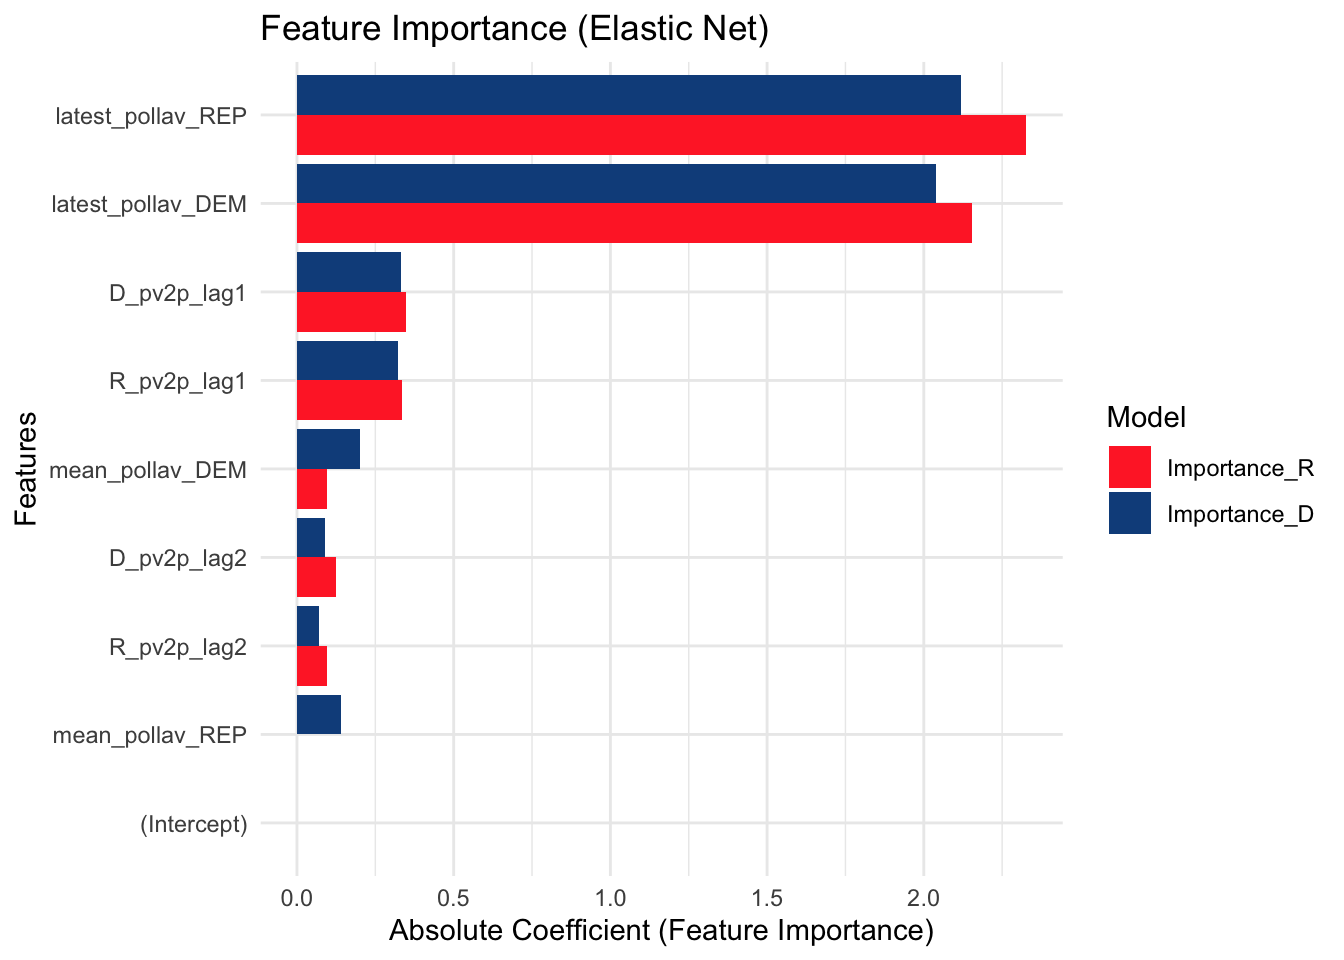 Feature Importance (Elastic Net)
latest_pollav_REP
latest_pollav_DEM
D_pv2p_lag1
R_pv2p_lag1
mean_pollav_DEM
D_pv2p_lag2
R_pv2p_lag2
mean_pollav_REP
(Intercept)
Features
0.0 0.5 1.0 1.5 2.0
Absolute Coefficient (Feature Importance)
Model
Importance_R
Importance_D